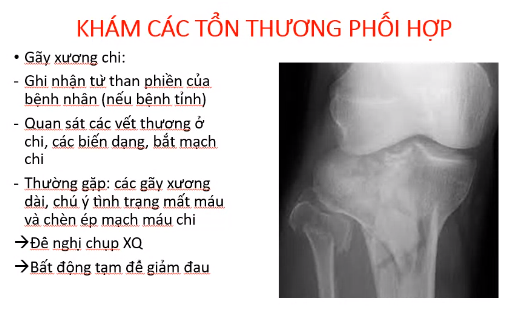 KHÁM CÁC TỔN THƯƠNG PHỐI HỢP
• Gãy xương chi:
- Ghi nhận từ than phiền của
bệnh nhân (nếu bệnh tỉnh)
- Quan sát các vết thương ở
chi, các biến dạng, bắt mạch
chi
- Thường gặp: các gãy xương
dài, chú ý tình trạng mất máu
và chèn ép mạch máu chi
→Đề nghị chụp XQ
→Bất động tạm để giảm đau